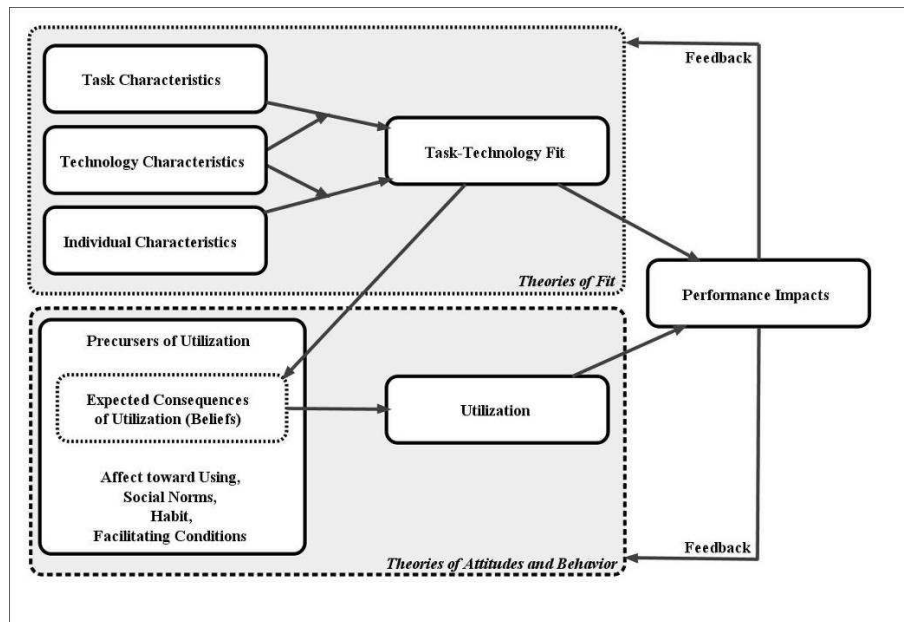 Feedback
Task Characteristics
Technology Characteristics
Task-Technology Fit
Individual Characteristics
Theories of Fit
Performance Impacts
Precursers of Utilization
Expected Consequences
of Utilization (Beliefs)
Utilization
Affect toward Using,
Social Norms,
Habit,
Facilitating Conditions
Feedback
Theories of Attitudes and Behavior